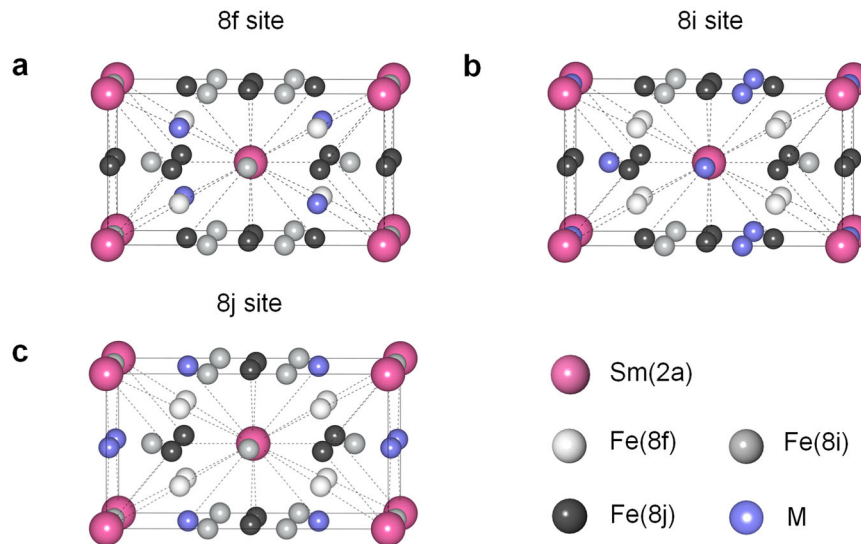 8f site
8i site
a
b
8j site
c
Sm(2a)
Fe(8f)
Fe(8i)
Fe(8j)
M